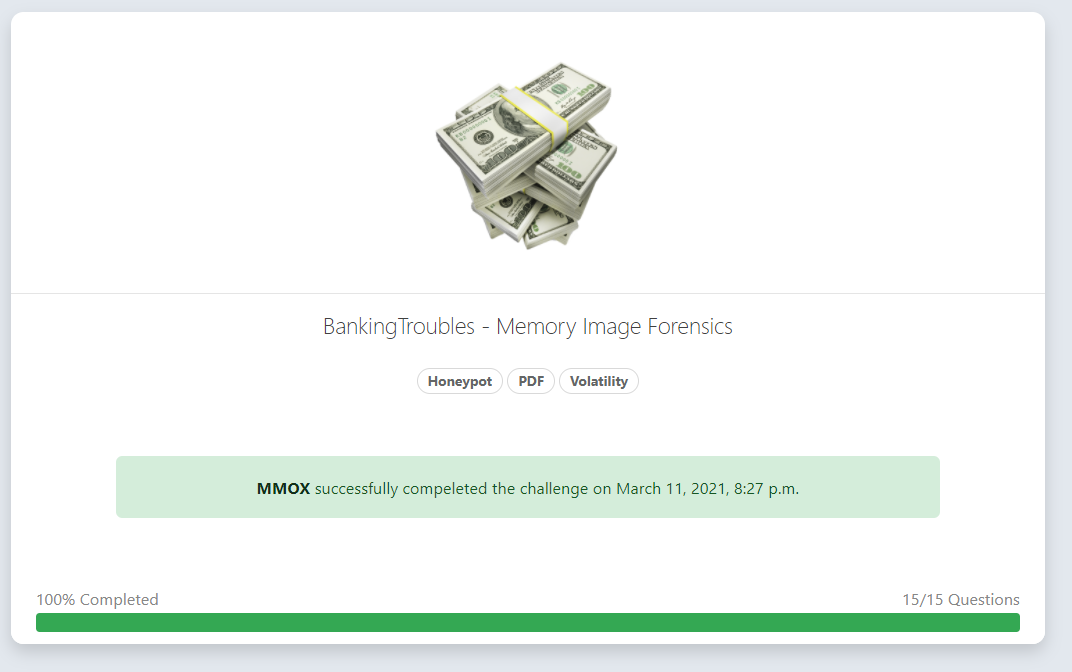 BankingTroubles - Memory Image Forensics
Honeypot PDF Volatility
MMOX successfully compeleted the challenge on March 11, 2021, 8:27 p.m.
100% Completed 15/15 Questions